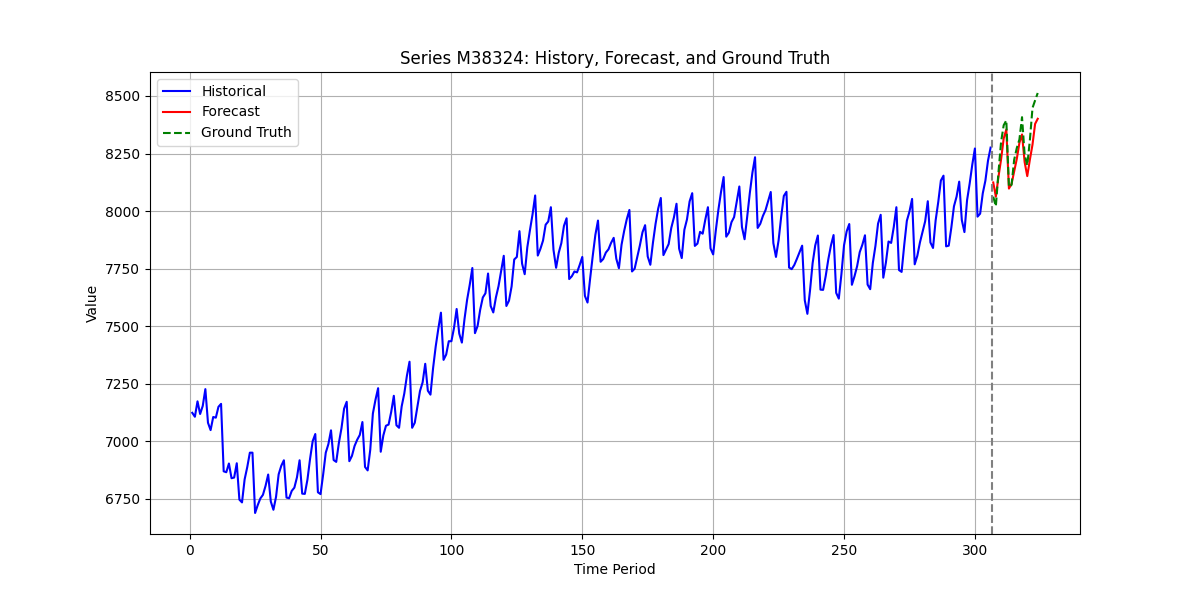 Series M38324: History, Forecast, and Ground Truth
Historical
Forecast
Ground Truth
8500
8250
8000
7750
7500
7250
7000
6750
Value
0 50 100 150 200 250 300
Time Period